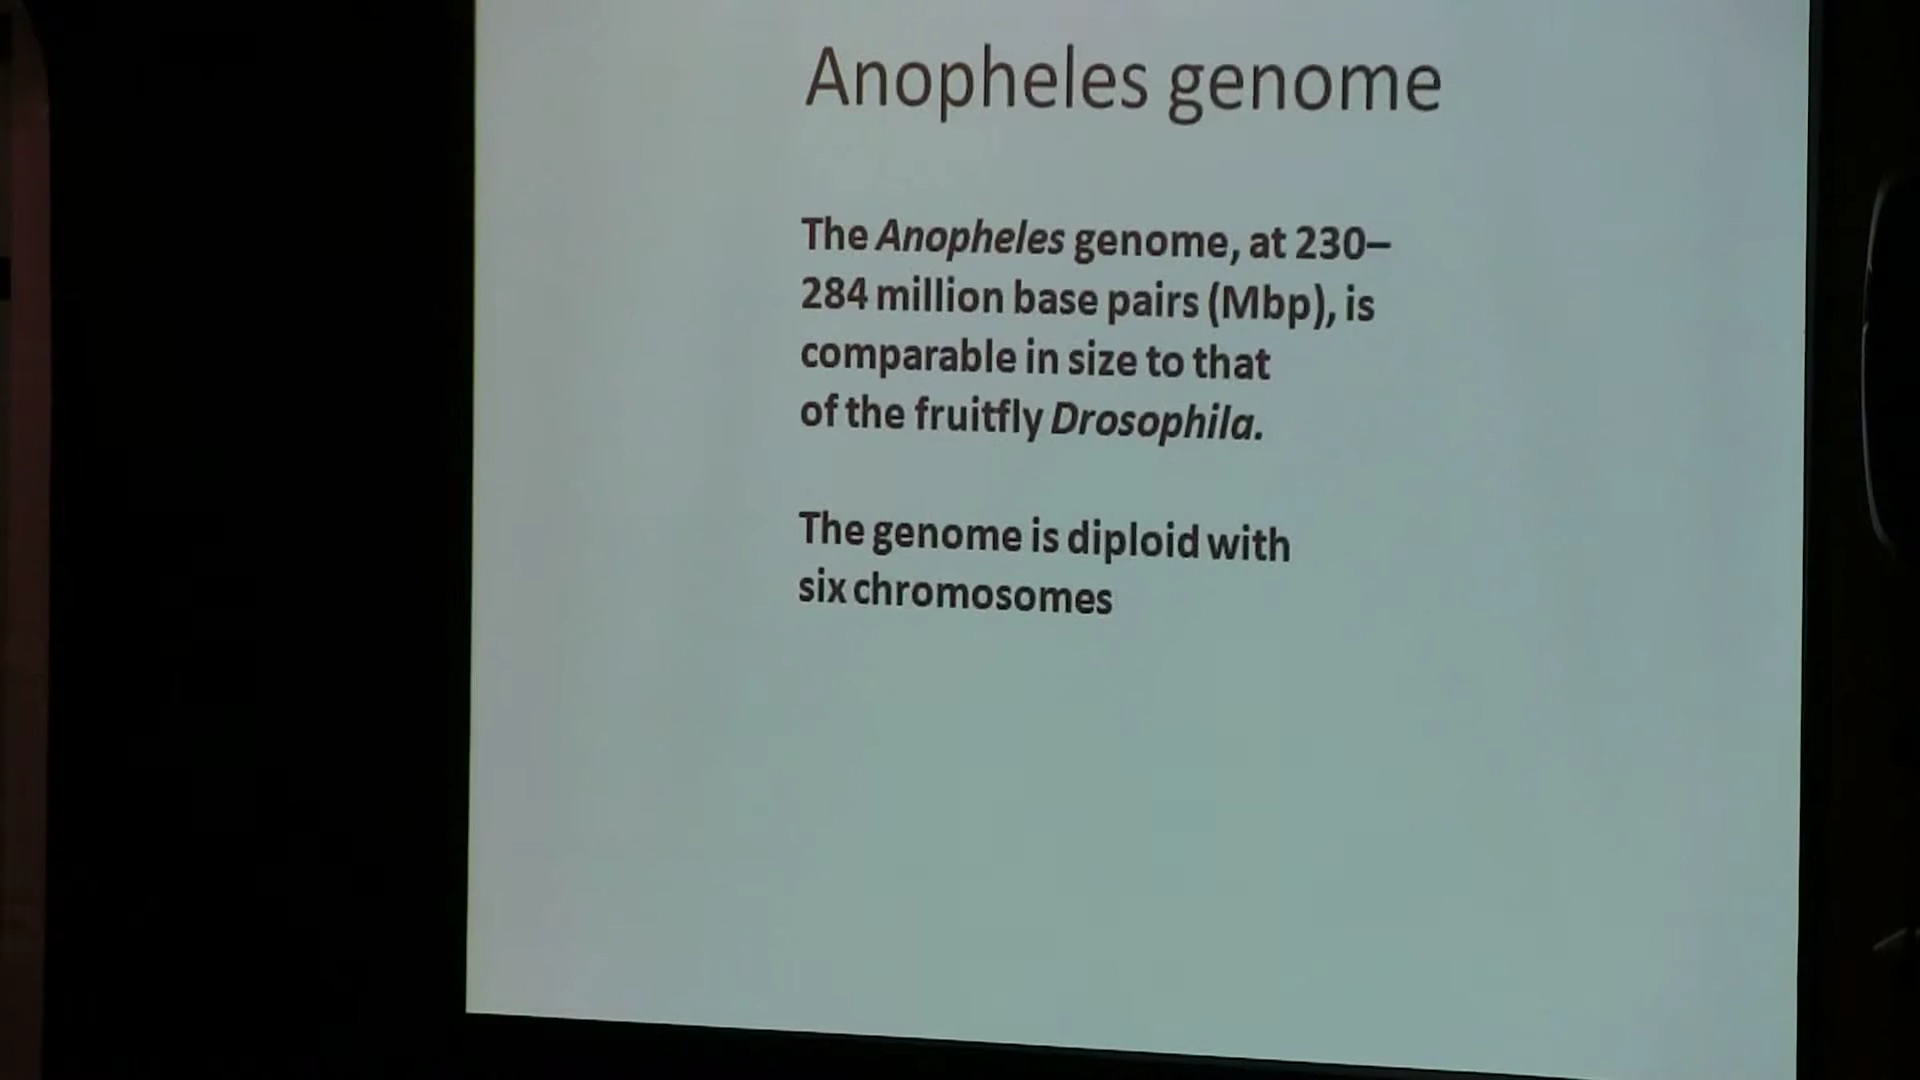 Anopheles genome
The Anopheles genome, at 230–
284 million base pairs (Mbp), is
comparable in size to that
of the fruitfly Drosophila.
The genome is diploid with
six chromosomes